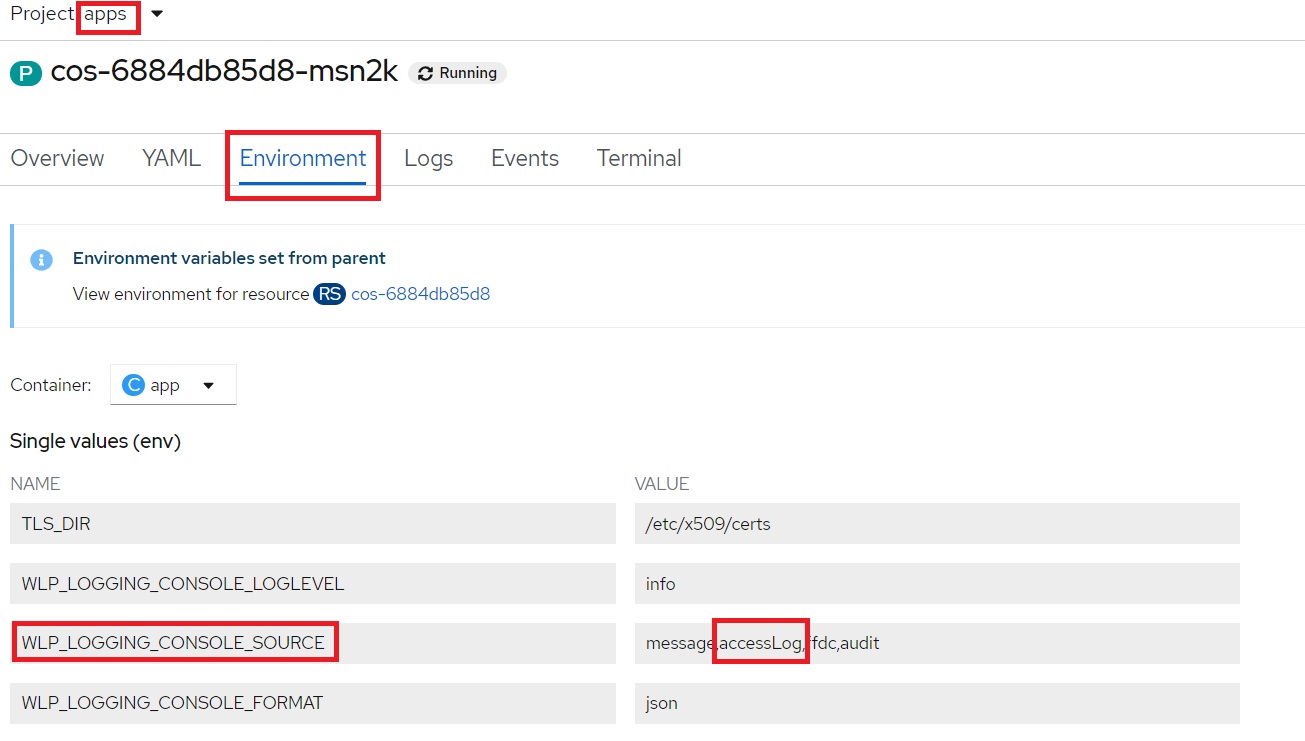 Project apps
P cos-6884db85d8-msn2k Running
Overview YAML Environment Logs Events Terminal
Environment variables set from parent
View environment for resource RS cos-6884db85d8
Container: C app
Single values (env)
NAME VALUE
TLS_DIR /etc/x509/certs
WLP_LOGGING_CONSOLE_LOGLEVEL info
WLP_LOGGING_CONSOLE_SOURCE message,accessLog,ffdc,audit
WLP_LOGGING_CONSOLE_FORMAT json